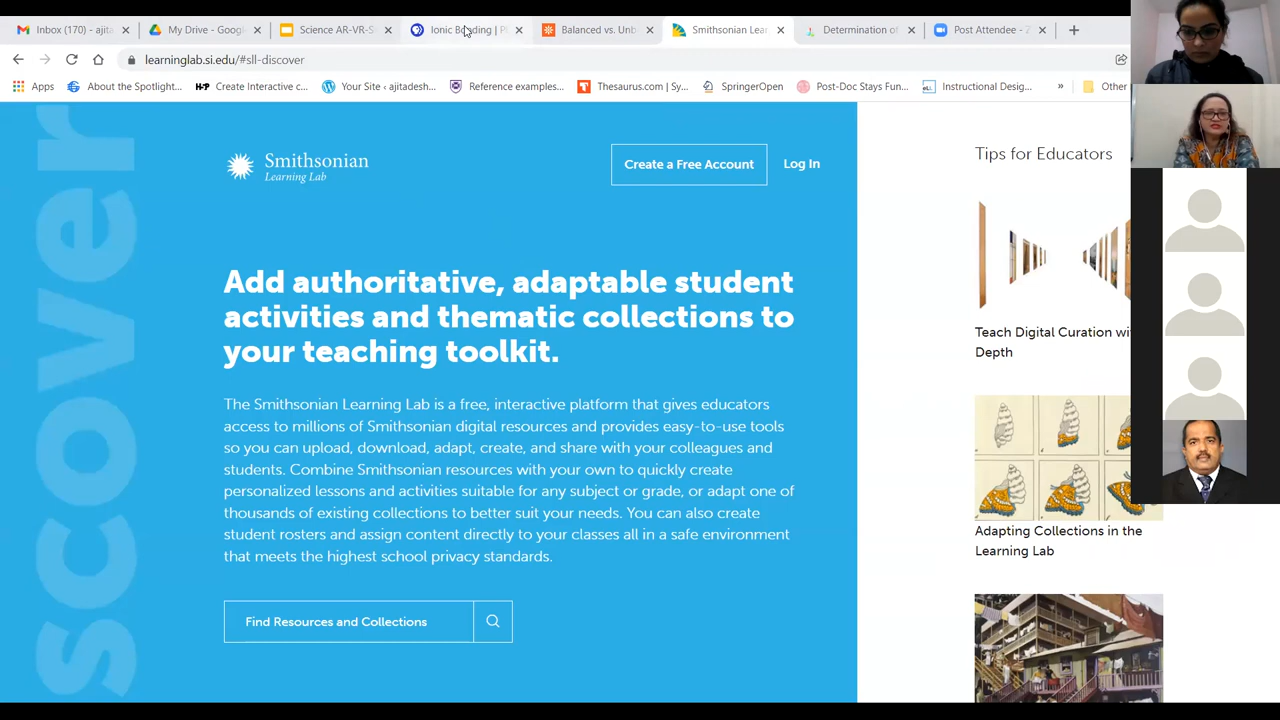 Inbox (170) - ajita
My Drive - Google
Science AR-VR-S
Ionic Bonding | P
Balanced vs. Unb
Smithsonian Lear
Determination of
Post Attendee - Z
learninglab.si.edu/#sll-discover
Apps
About the Spotlight...
H-P Create Interactive c...
Your Site ‹ ajitadesh...
Reference examples...
Thesaurus.com | Sy...
SpringerOpen
Post-Doc Stays Fun...
Instructional Desig...
»
Other
scover
Smithsonian
Learning Lab
Create a Free Account
Log In
Add authoritative, adaptable student
activities and thematic collections to
your teaching toolkit.
The Smithsonian Learning Lab is a free, interactive platform that gives educators
access to millions of Smithsonian digital resources and provides easy-to-use tools
so you can upload, download, adapt, create, and share with your colleagues and
students. Combine Smithsonian resources with your own to quickly create
personalized lessons and activities suitable for any subject or grade, or adapt one of
thousands of existing collections to better suit your needs. You can also create
student rosters and assign content directly to your classes all in a safe environment
that meets the highest school privacy standards.
Find Resources and Collections
Tips for Educators
Teach Digital Curation wi
Depth
Adapting Collections in the
Learning Lab